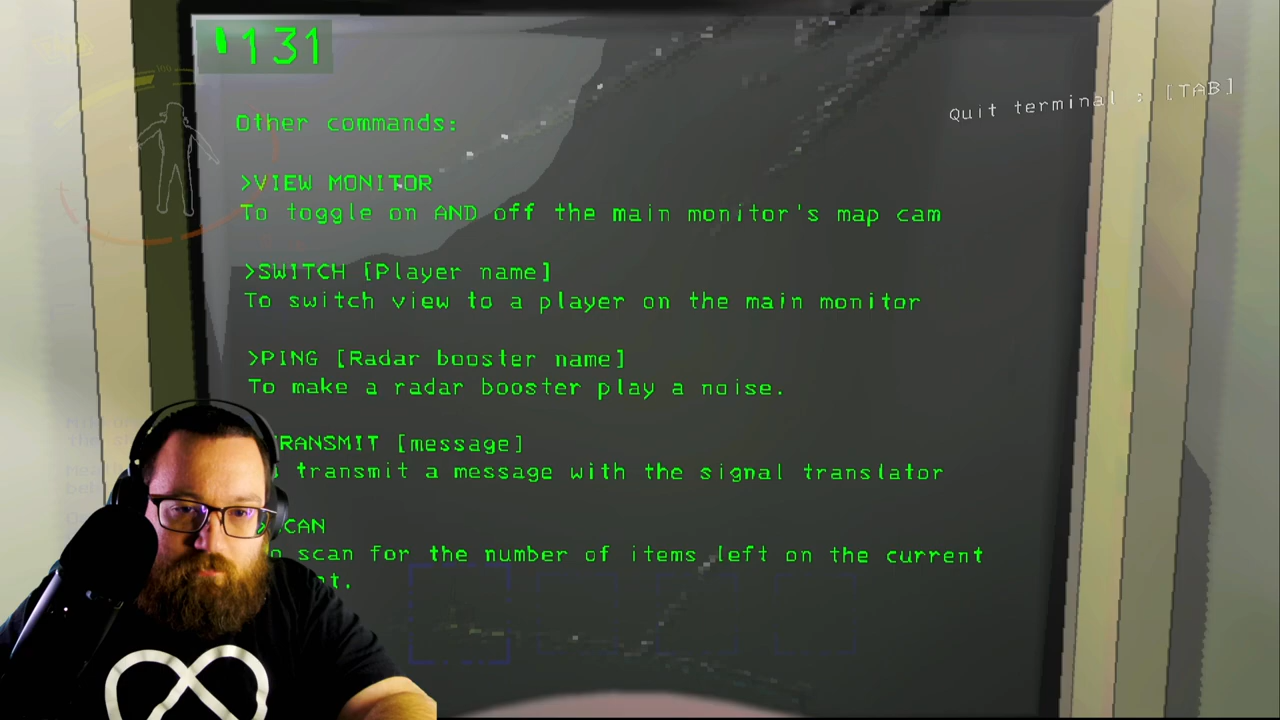 131
Quit terminal : [TAB]
Other commands:
>VIEW MONITOR
To toggle on AND off the main monitor's map cam
>SWITCH [Player name]
To switch view to a player on the main monitor
>PING [Radar booster name]
To make a radar booster play a noise.
RANSMIT [message]
transmit a message with the signal translator
CAN
scan for the number of items left on the current